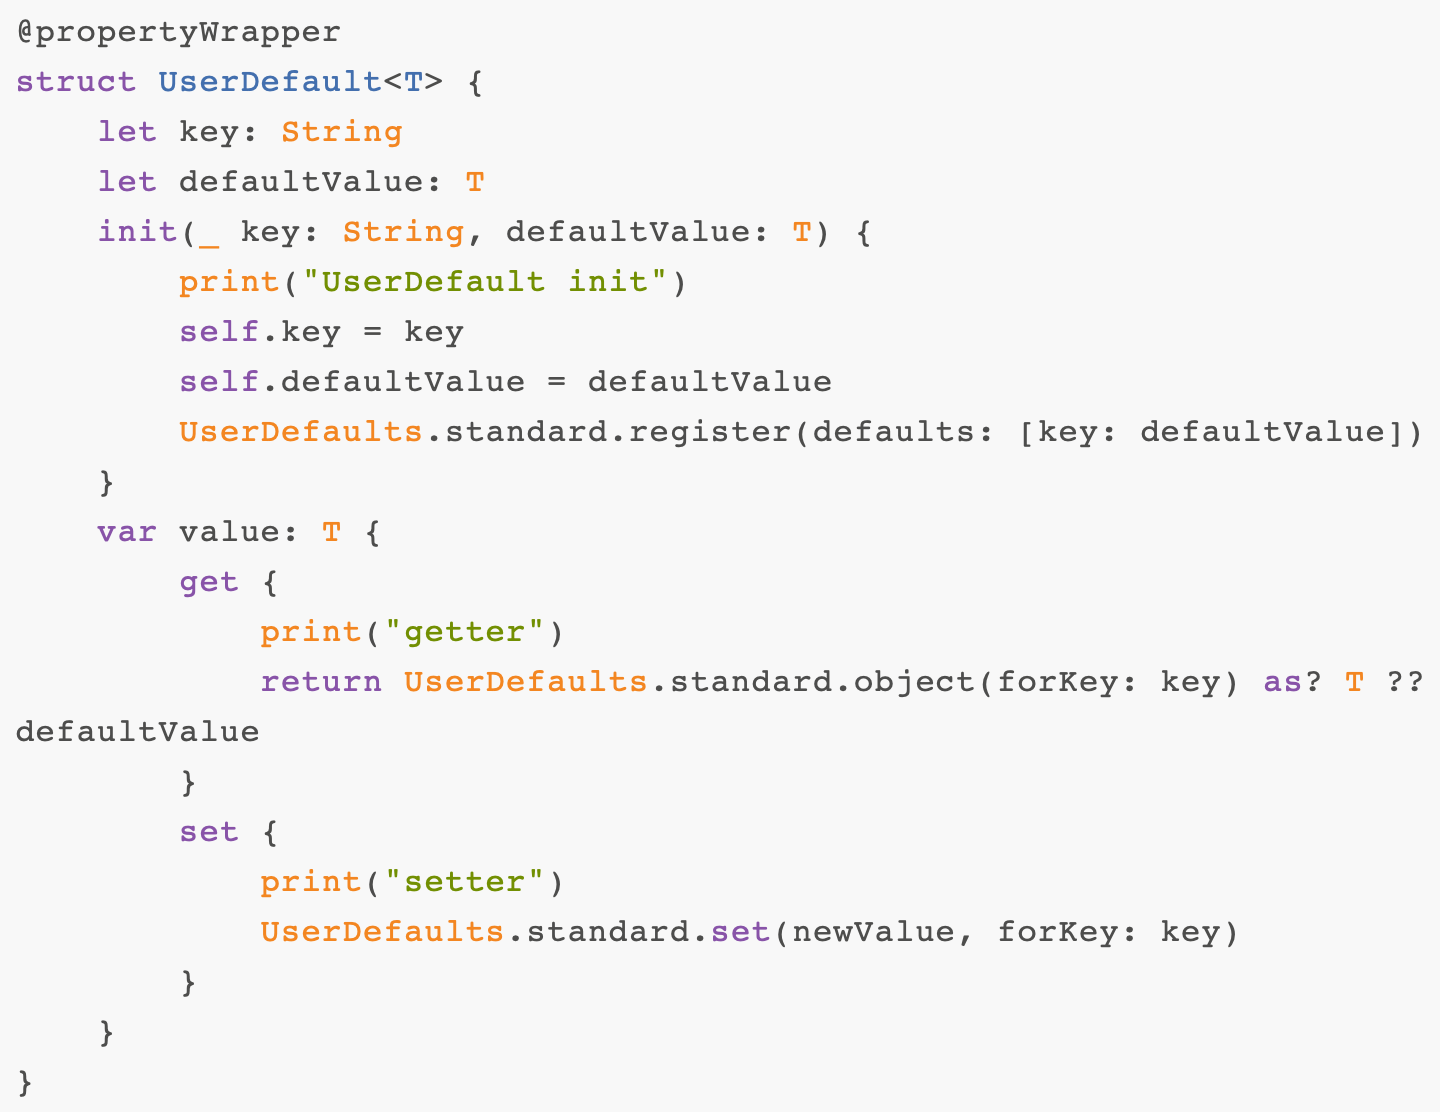 @propertyWrapper
struct UserDefault<T> {
    let key: String
    let defaultValue: T
    init(_ key: String, defaultValue: T) {
        print("UserDefault init")
        self.key = key
        self.defaultValue = defaultValue
        UserDefaults.standard.register(defaults: [key: defaultValue])
    }
    var value: T {
        get {
            print("getter")
            return UserDefaults.standard.object(forKey: key) as? T ??
defaultValue
        }
        set {
            print("setter")
            UserDefaults.standard.set(newValue, forKey: key)
        }
    }
}